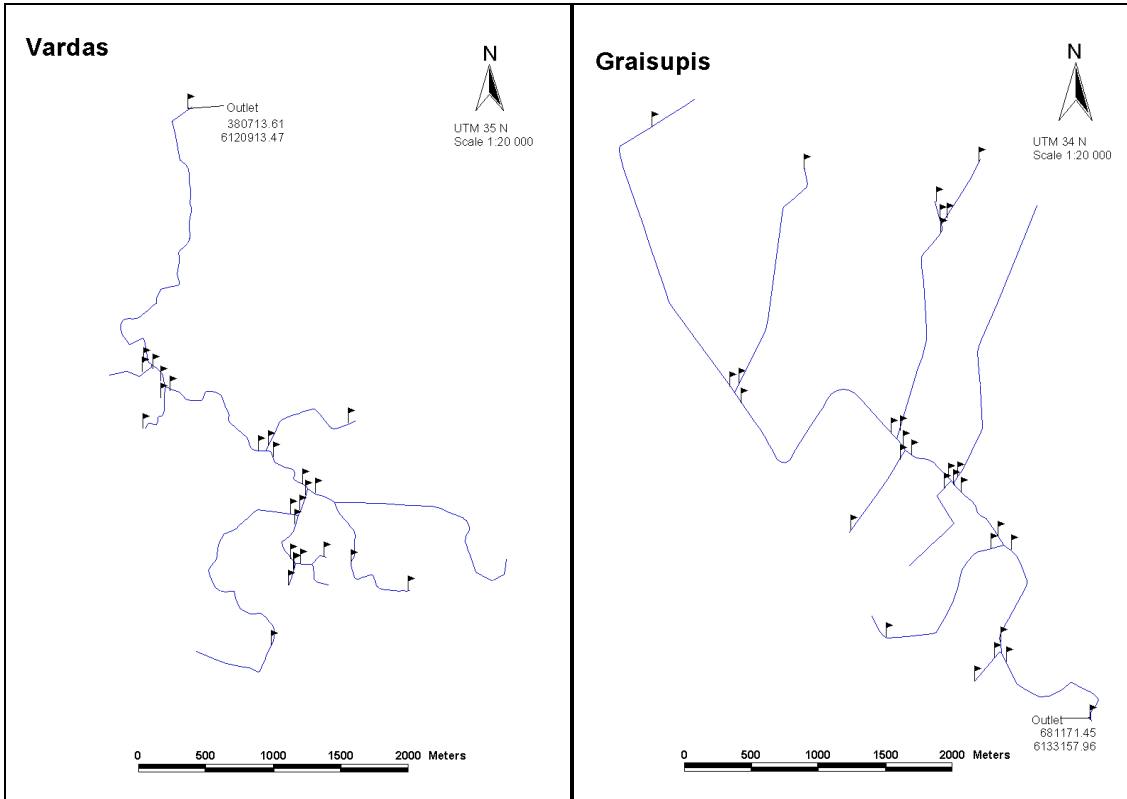 Vardas
N
UTM 35 N
Scale 1:20 000
Outlet
380713.61
6120913.47
0 500 1000 1500 2000 Meters
Graisupis
N
UTM 34 N
Scale 1:20 000
Outlet
681171.45
6133157.96
0 500 1000 1500 2000 Meters